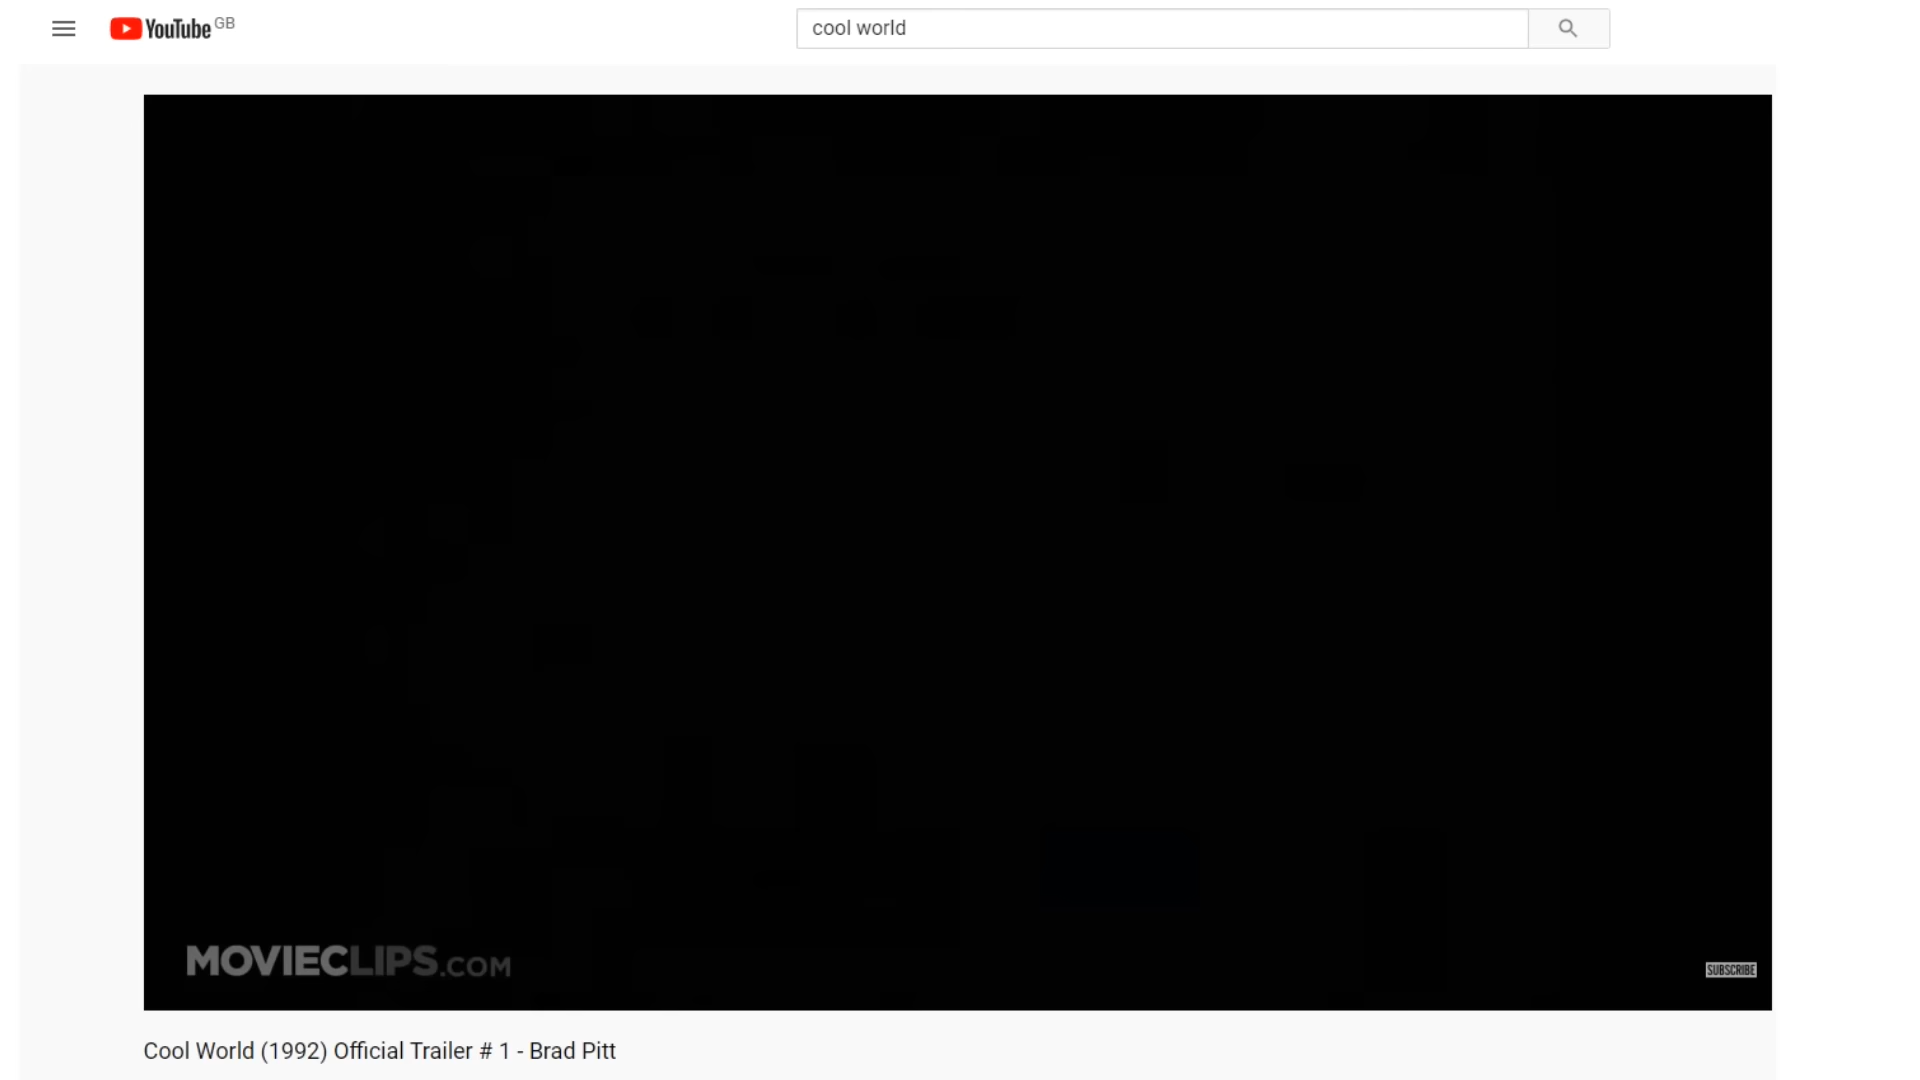 YouTube GB
cool world
MOVIECLIPS.COM
SUBSCRIBE
Cool World (1992) Official Trailer # 1 - Brad Pitt